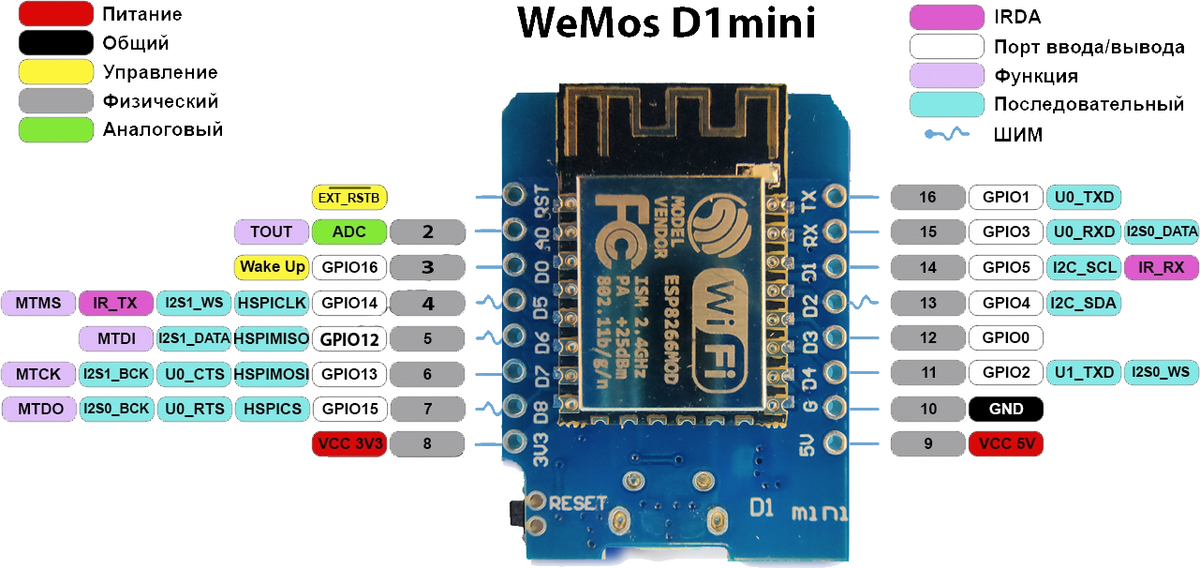 WeMos D1mini
Питание
Общий
Управление
Физический
Аналоговый
IRDA
Порт ввода/вывода
Функция
Последовательный
ШИМ
EXT_RSTB
TOUT ADC 2
Wake Up GPIO16 3
MTMS IR_TX I2S1_WS HSPICLK GPIO14 4
MTDI I2S1_DATA HSPIMISO GPIO12 5
MTCK I2S1_BCK U0_CTS HSPIMOSI GPIO13 6
MTDO I2S0_BCK U0_RTS HSPICS GPIO15 7
VCC 3V3 8
RST
A0
D0
D5
D6
D7
D8
3V3
MODEL
VENDOR
ESP8266MOD
ISM 2.4GHz
PA +25dBm
802.11b/g/n
FC
WiFi
TX
RX
D1
D2
D3
D4
G
5V
16 GPIO1 U0_TXD
15 GPIO3 U0_RXD I2S0_DATA
14 GPIO5 I2C_SCL IR_RX
13 GPIO4 I2C_SDA
12 GPIO0
11 GPIO2 U1_TXD I2S0_WS
10 GND
9 VCC 5V
RESET
D1 mini